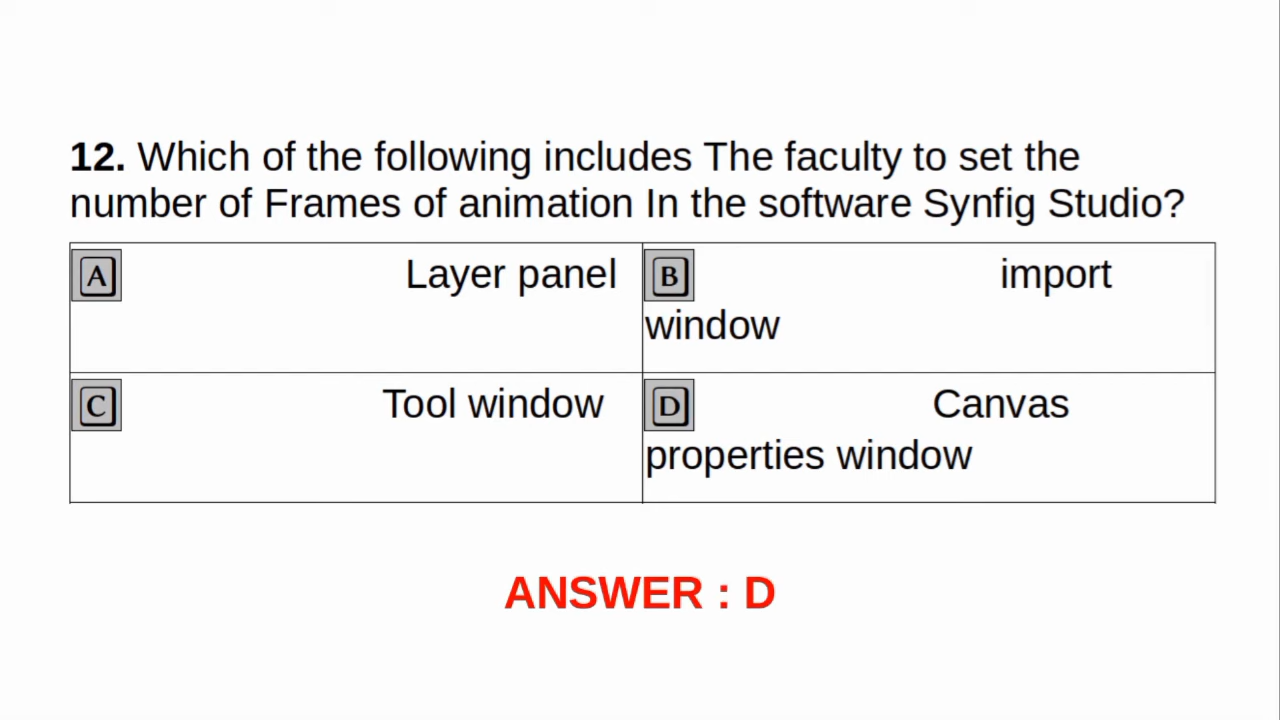 12. Which of the following includes The faculty to set the
number of Frames of animation In the software Synfig Studio?
A Layer panel
B import
window
C Tool window
D Canvas
properties window
ANSWER : D